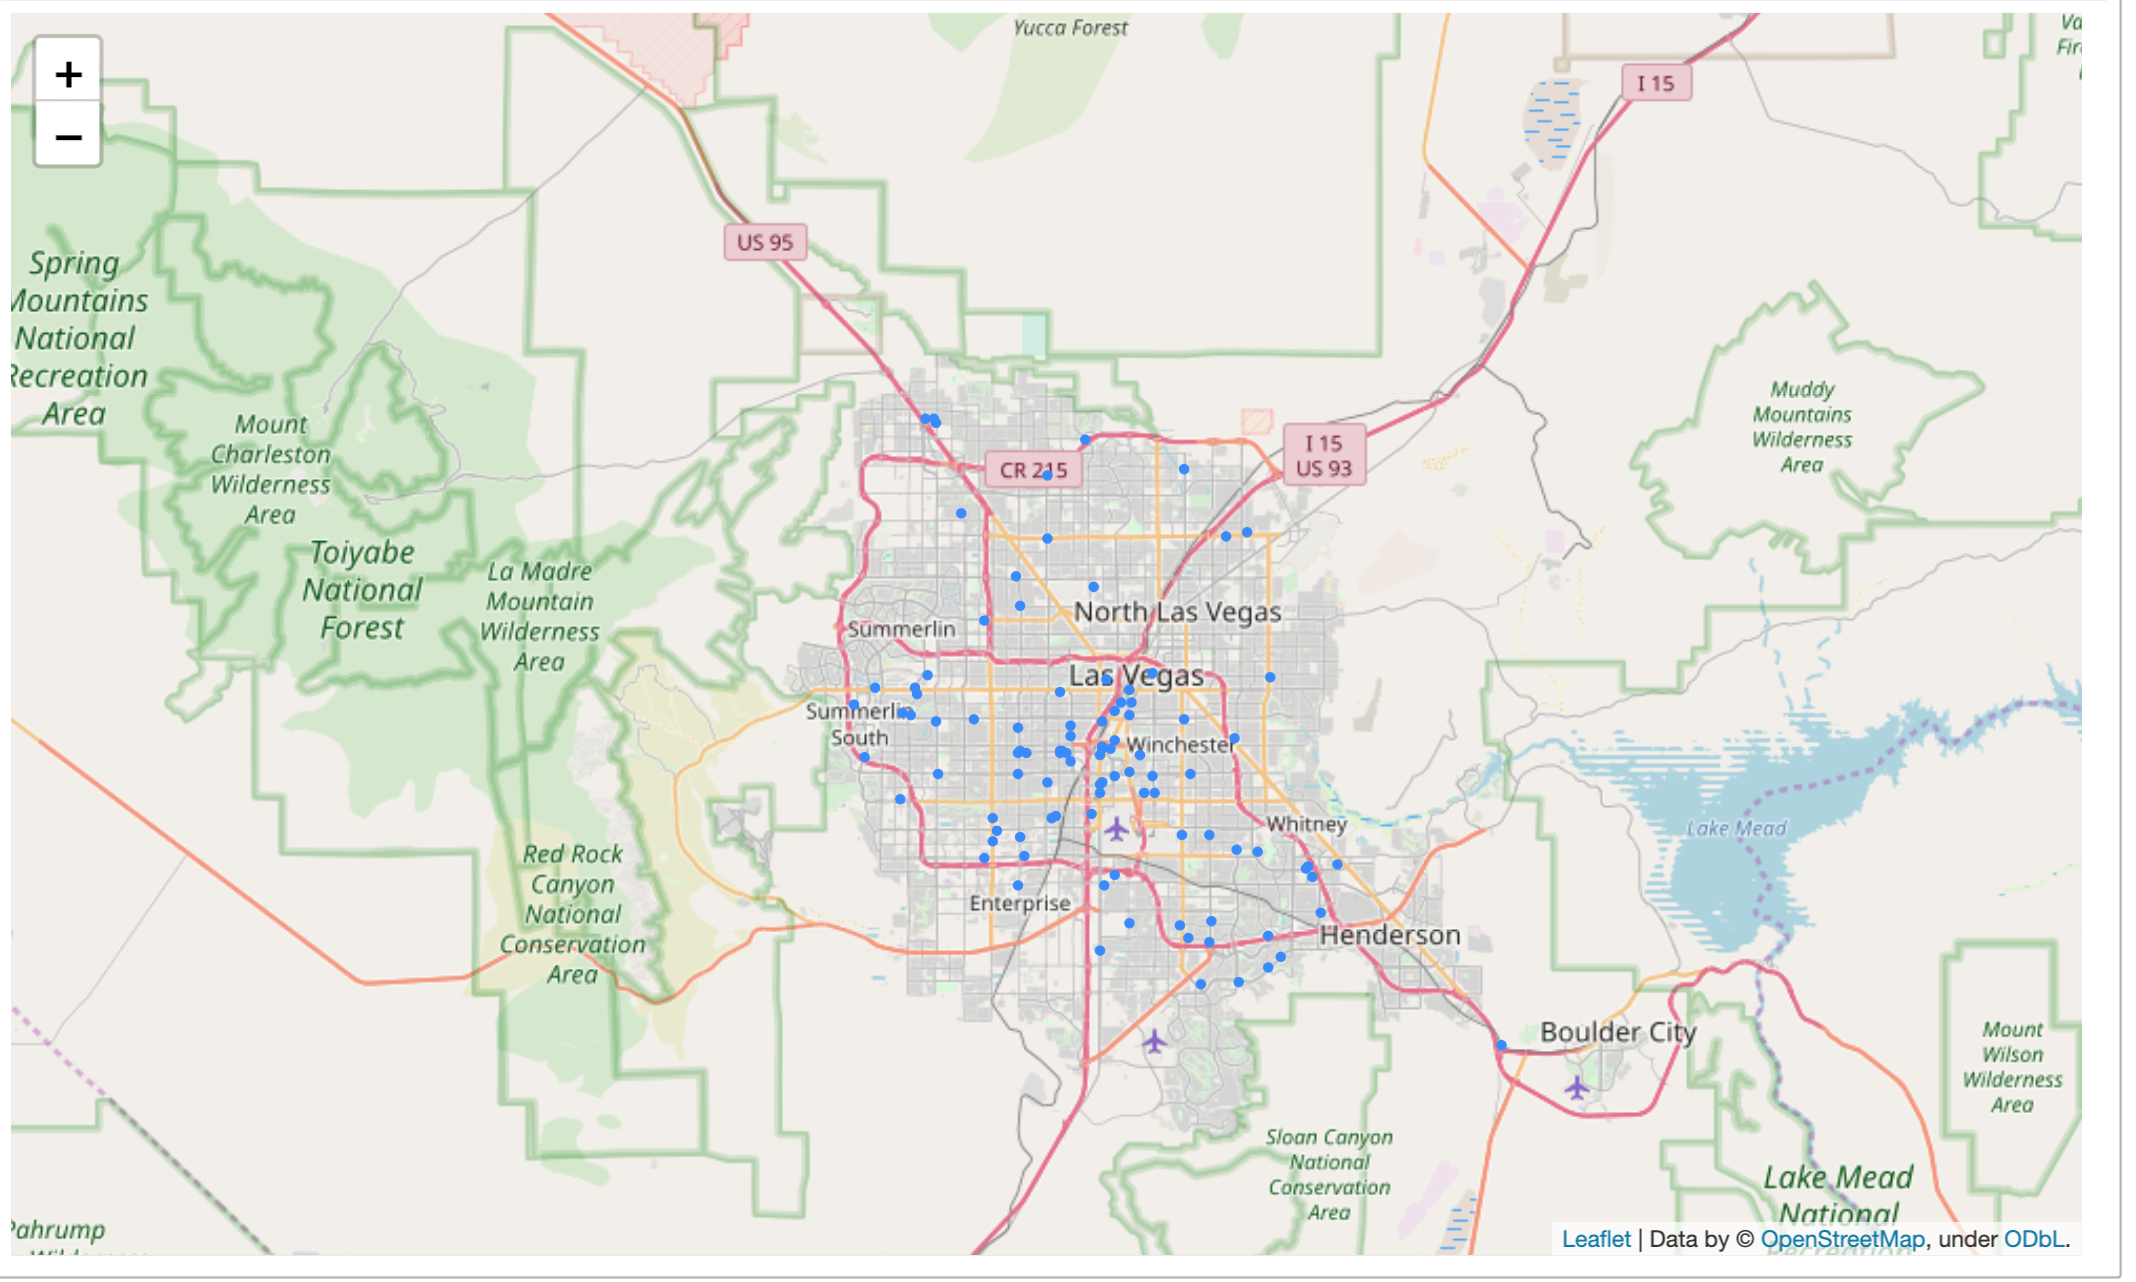 Yucca Forest
+
−
I 15
US 95
Spring
Mountains
National
Recreation
Area
Mount
Charleston
Wilderness
Area
Toiyabe
National
Forest
La Madre
Mountain
Wilderness
Area
Muddy
Mountains
Wilderness
Area
I 15
US 93
CR 215
North Las Vegas
Summerlin
Las Vegas
Summerlin
South
Winchester
Whitney
Lake Mead
Red Rock
Canyon
National
Conservation
Area
Enterprise
Henderson
Boulder City
Mount
Wilson
Wilderness
Area
Sloan Canyon
National
Conservation
Area
Lake Mead
National
Recreation
Pahrump
Leaflet | Data by © OpenStreetMap, under ODbL.